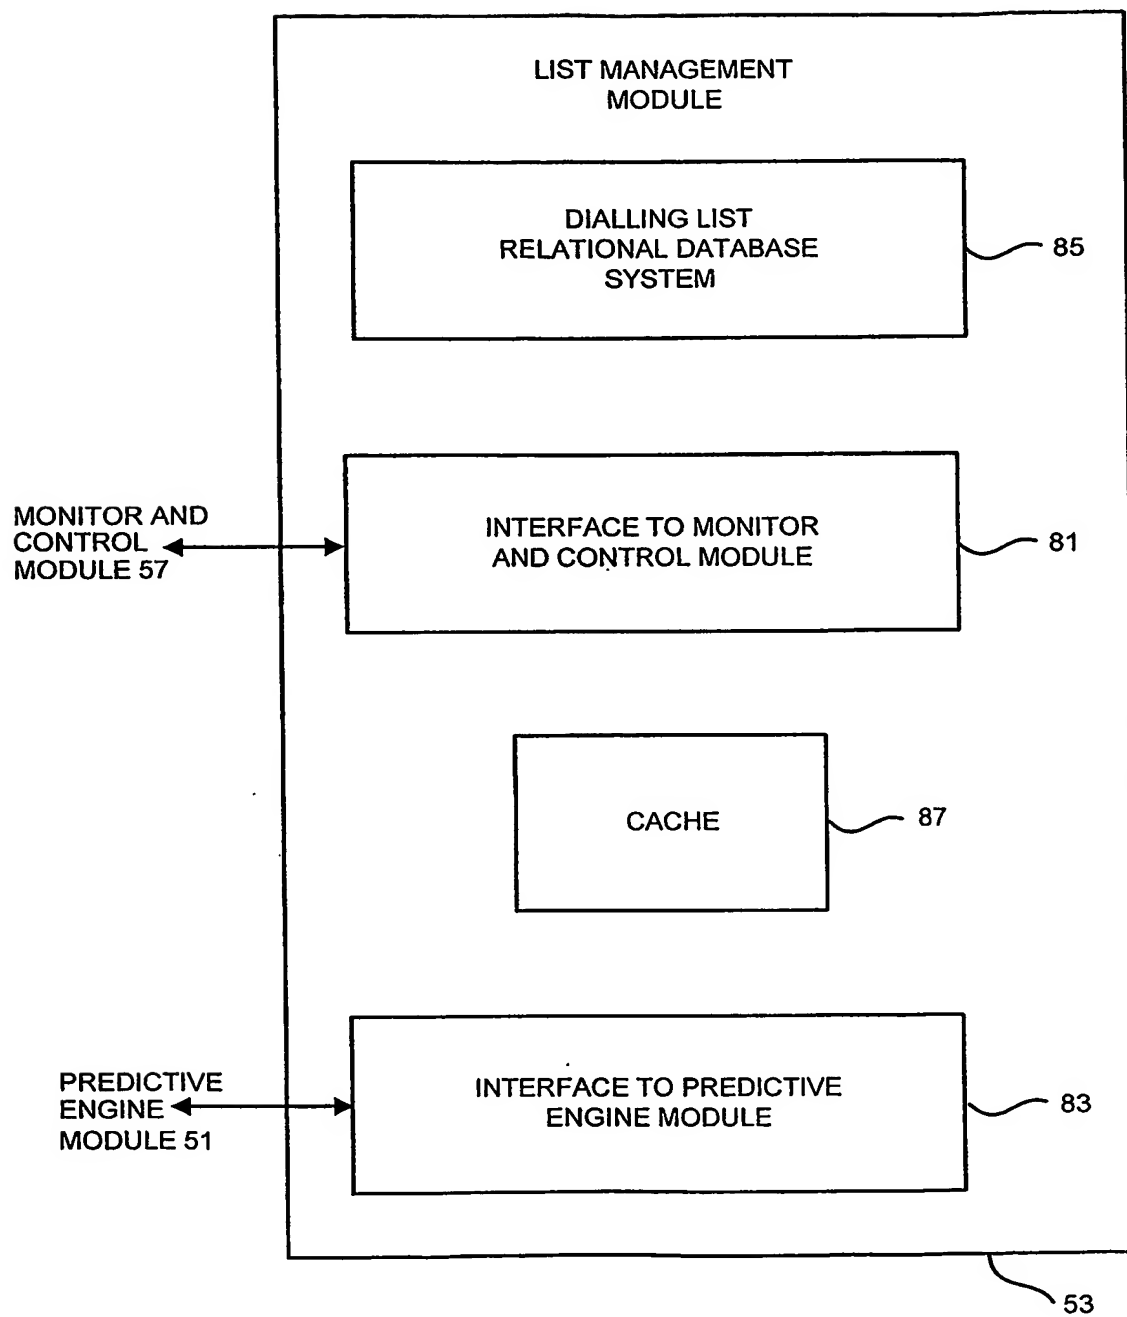 LIST MANAGEMENT
MODULE
DIALLING LIST
RELATIONAL DATABASE
SYSTEM
85
MONITOR AND
CONTROL
MODULE 57
INTERFACE TO MONITOR
AND CONTROL MODULE
81
CACHE
87
PREDICTIVE
ENGINE
MODULE 51
INTERFACE TO PREDICTIVE
ENGINE MODULE
83
53